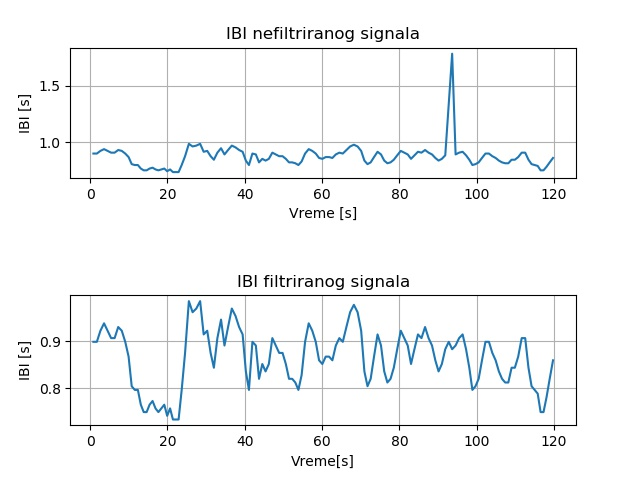 IBI nefiltriranog signala
1.5
1.0
IBI [s]
0 20 40 60 80 100 120
Vreme [s]
IBI filtriranog signala
0.9
0.8
IBI [s]
0 20 40 60 80 100 120
Vreme[s]